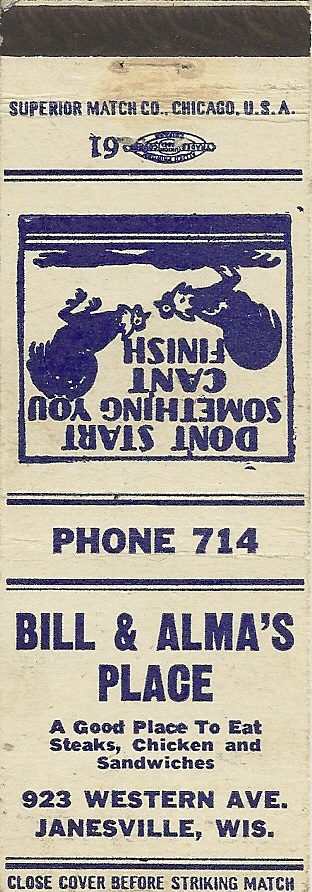 SUPERIOR MATCH CO., CHICAGO, U.S.A.
61
DONT START
SOMETHING YOU
CANT
FINISH
PHONE 714
BILL & ALMA'S
PLACE
A Good Place To Eat
Steaks, Chicken and
Sandwiches
923 WESTERN AVE.
JANESVILLE, WIS.
CLOSE COVER BEFORE STRIKING MATCH